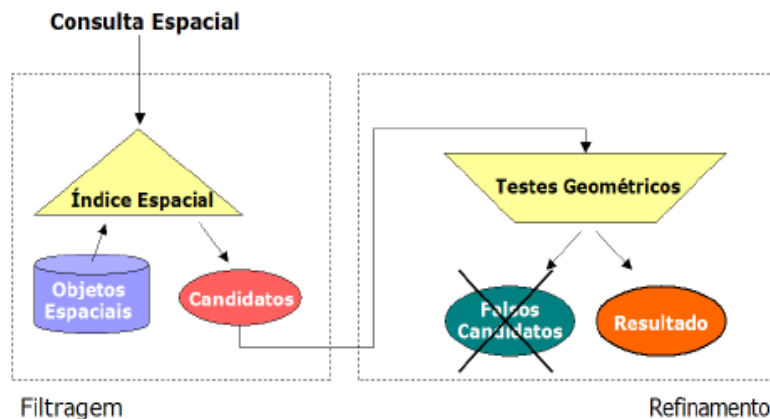 Consulta Espacial
Índice Espacial
Objetos
Espaciais
Candidatos
Filtragem
Testes Geométricos
Falsos
Candidatos
Resultado
Refinamento